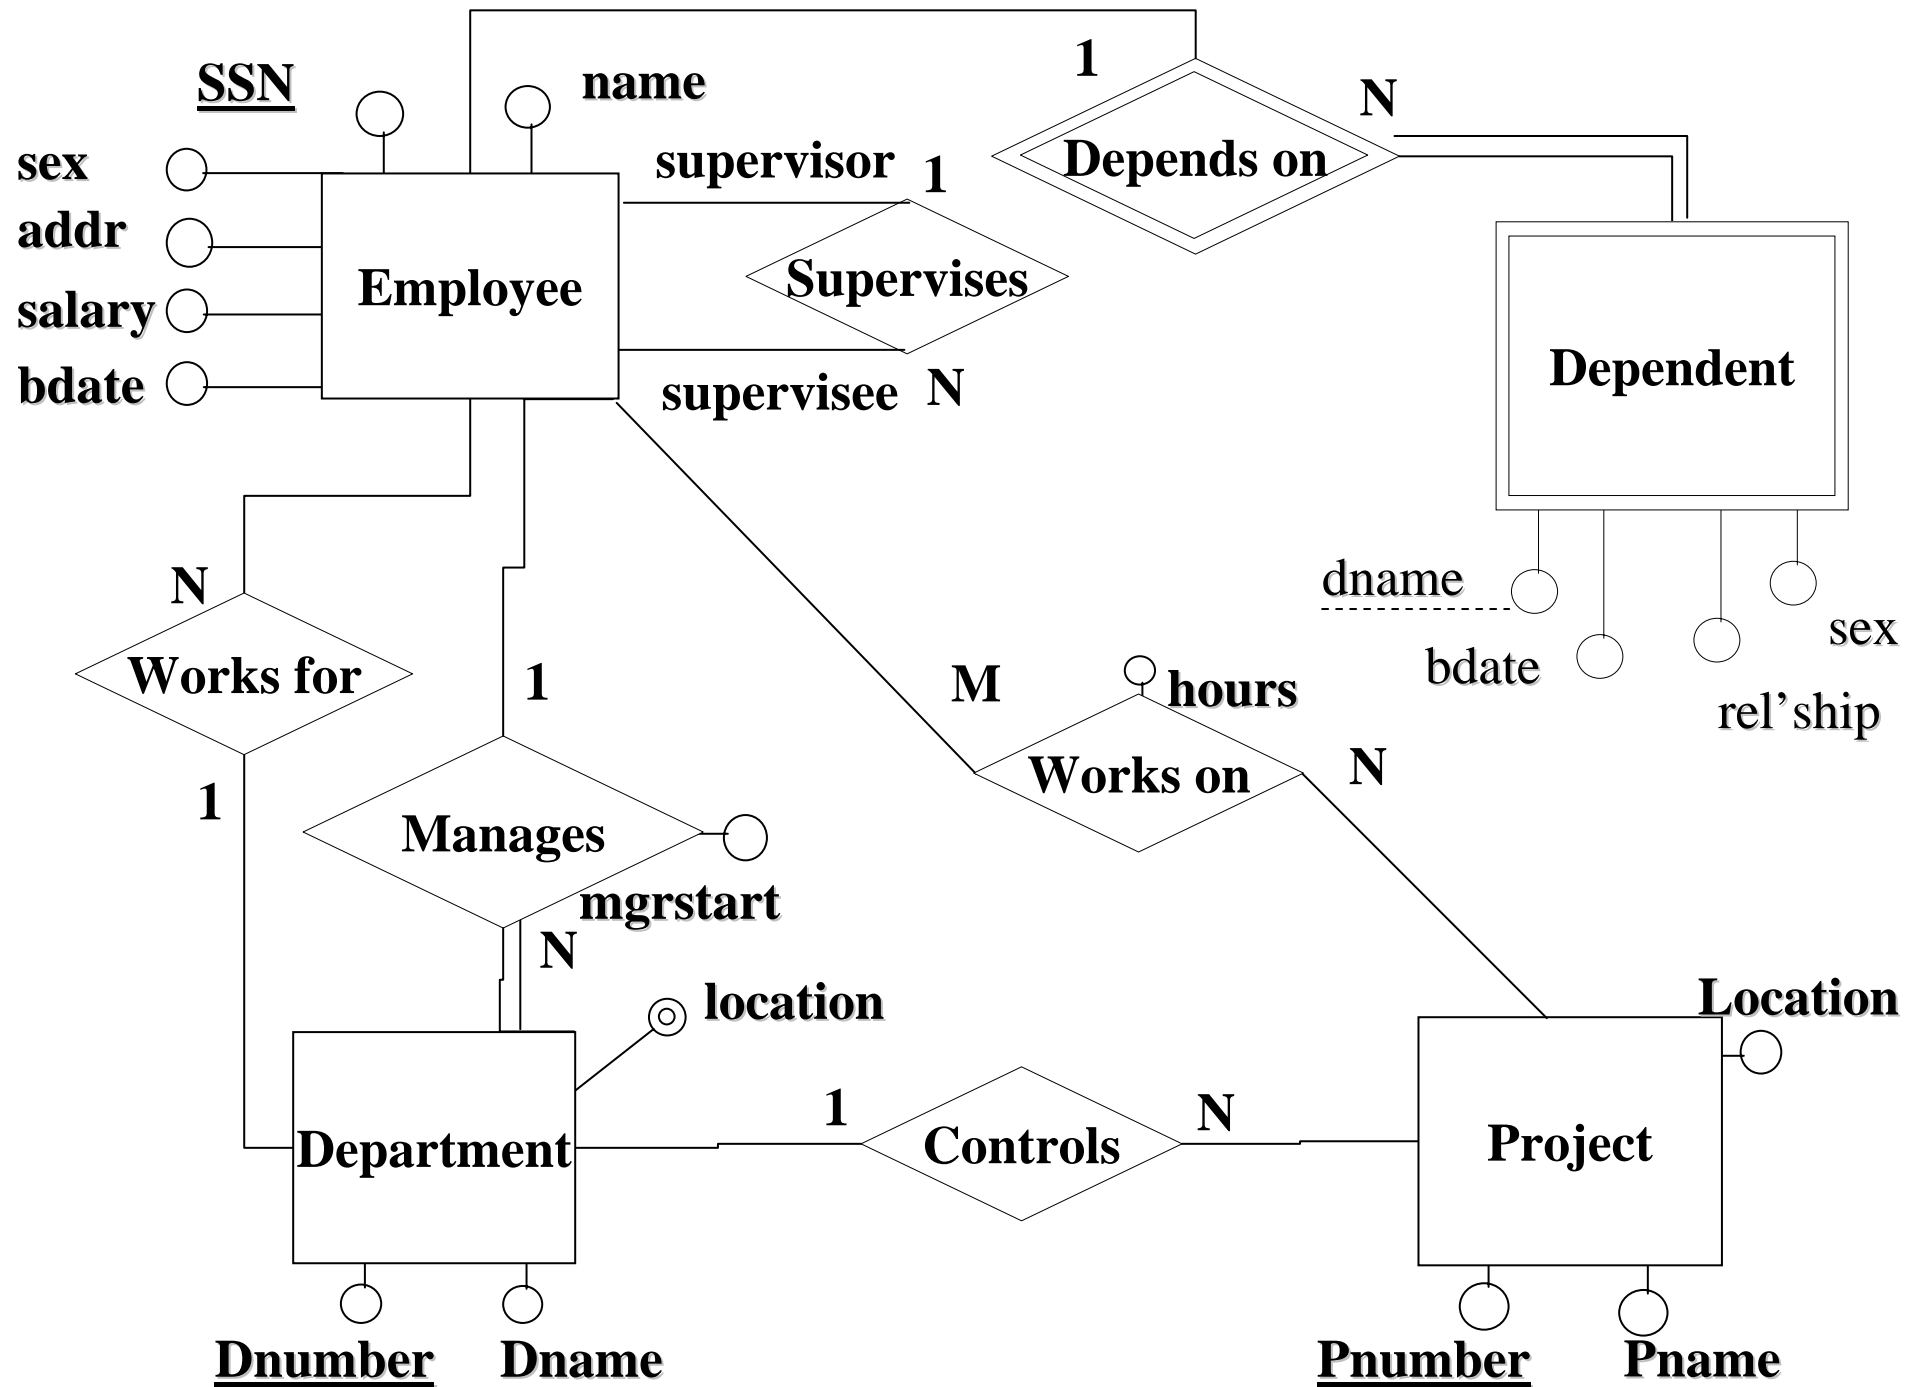 1
SSN
name
N
sex
supervisor
1
Depends on
addr
Employee
Supervises
salary
Dependent
bdate
supervisee
N
N
dname
sex
Works for
1
M
hours
bdate
rel’ship
Works on
N
1
Manages
mgrstart
N
location
Location
1
N
Department
Controls
Project
Dnumber
Dname
Pnumber
Pname